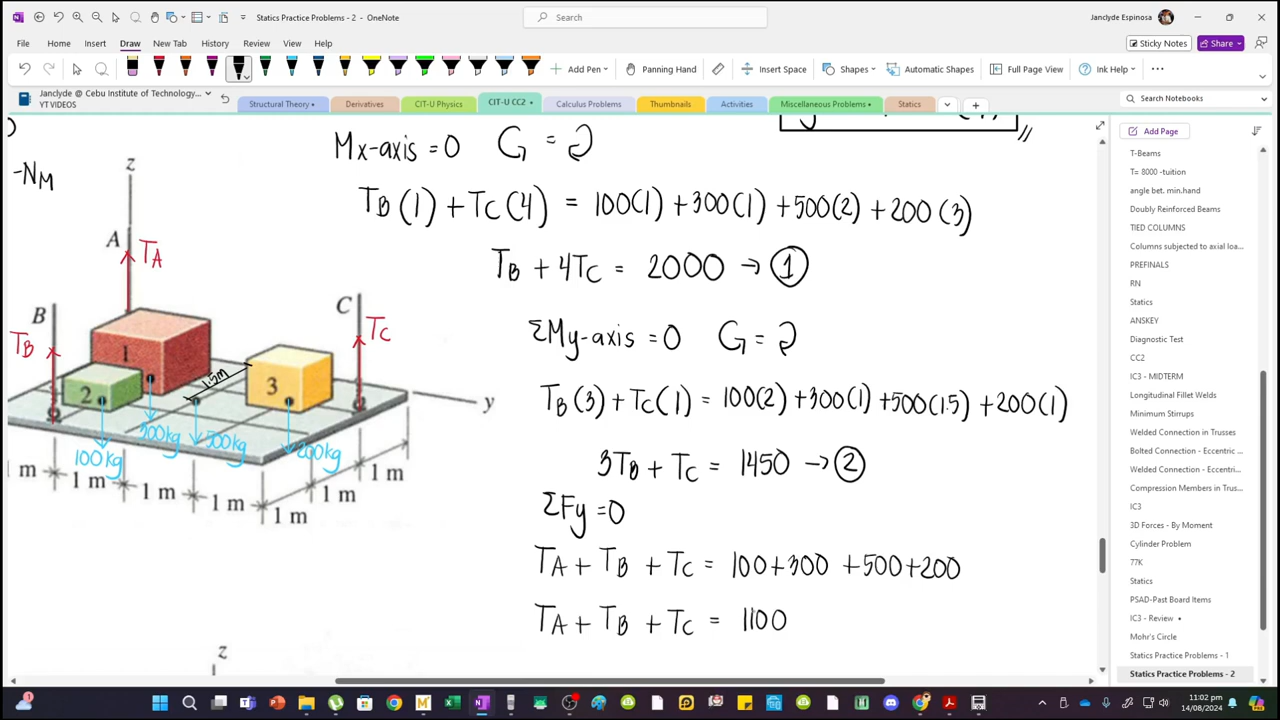 Statics Practice Problems - 2 - OneNote
Search
Janclyde Espinosa
File Home Insert Draw New Tab History Review View Help
Sticky Notes
Share
Add Pen
Panning Hand
Insert Space
Shapes
Automatic Shapes
Full Page View
Ink Help
Janclyde @ Cebu Institute of Technology...
YT VIDEOS
Structural Theory
Derivatives
CIT-U Physics
CIT-U CC2
Calculus Problems
Thumbnails
Activities
Miscellaneous Problems
Statics
Search Notebooks
Add Page
T-Beams
T= 8000 -tuition
angle bet. min.hand
Doubly Reinforced Beams
TIED COLUMNS
Columns subjected to axial loa...
PREFINALS
RN
Statics
ANSKEY
Diagnostic Test
CC2
IC3 - MIDTERM
Longitudinal Fillet Welds
Minimum Stirrups
Welded Connection in Trusses
Bolted Connection - Eccentric ...
Welded Connection - Eccentri...
Compression Members in Trus...
IC3
3D Forces - By Moment
Cylinder Problem
77K
Statics
PSAD-Past Board Items
IC3 - Review
Mohr's Circle
Statics Practice Problems - 1
Statics Practice Problems - 2
-NM
Mx-axis = 0
TB(1) + TC(4) = 100(1) + 300(1) + 500(2) + 200(3)
TB + 4TC = 2000 → 1
ΣMy-axis = 0
TB(3) + TC(1) = 100(2) + 300(1) + 500(1.5) + 200(1)
3TB + TC = 1450 → 2
ΣFy = 0
TA + TB + TC = 100 + 300 + 500 + 200
TA + TB + TC = 1100
z
A
TA
B
TB
C
TC
1
2
3
1.5m
y
300kg
500kg
200kg
100kg
m
1 m
1 m
1 m
1 m
1 m
1 m
z
1
11:02 pm
14/08/2024